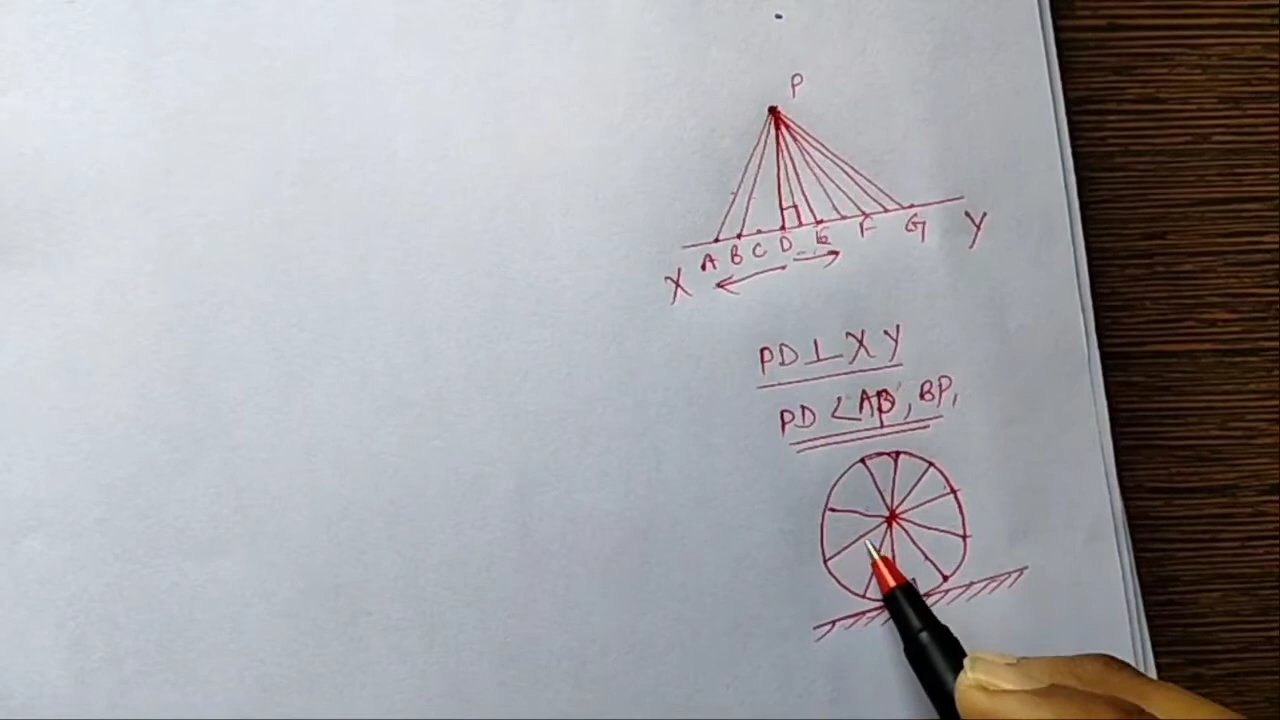 P
A B C D E F G Y
X
PD ⊥ XY
PD < AP, BP,